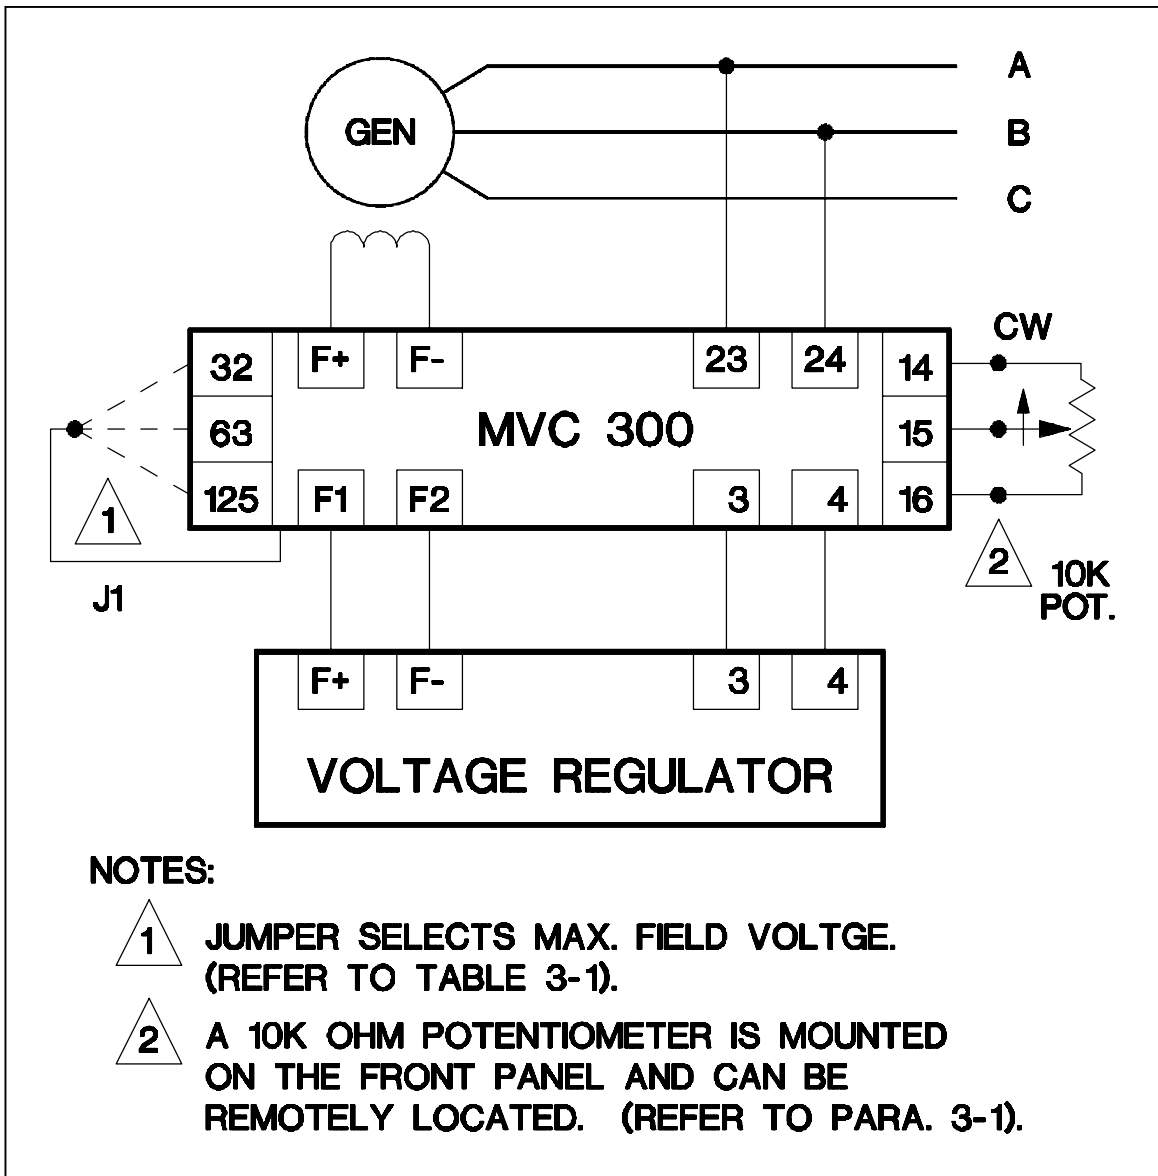 A
GEN
B
C
CW
32
F+
F-
23
24
14
63
MVC 300
15
125
F1
F2
3
4
16
1
2
10K
POT.
J1
F+
F-
3
4
VOLTAGE REGULATOR
NOTES:
1
JUMPER SELECTS MAX. FIELD VOLTGE.
(REFER TO TABLE 3-1).
2
A 10K OHM POTENTIOMETER IS MOUNTED
ON THE FRONT PANEL AND CAN BE
REMOTELY LOCATED. (REFER TO PARA. 3-1).